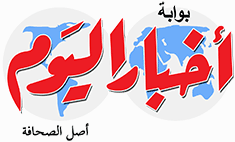 بوابة
أخبار اليوم
أصل الصحافة